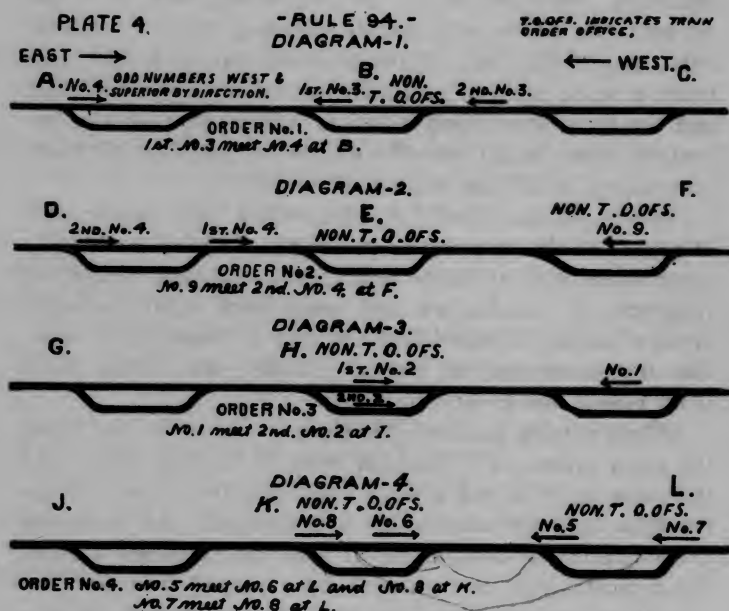 PLATE 4. -RULE 94.- T.O.OFS. INDICATES TRAIN
DIAGRAM-1. ORDER OFFICE.
EAST B. WEST. C.
A. No.4. ODD NUMBERS WEST & NON.
SUPERIOR BY DIRECTION. 1ST. No.3 T.O.OFS. 2ND. No.3.
ORDER No.1.
1st. No.3 meet No.4 at B.
DIAGRAM-2.
D. E. F.
2ND. No.4. 1ST. No.4. NON. T.O.OFS. NON. T.O.OFS.
No.9.
ORDER No2.
No.9 meet 2nd. No.4. at F.
DIAGRAM-3.
G. H. NON. T.O.OFS.
1ST. No.2 No.1
2ND. 2
ORDER No.3
No.1 meet 2nd. No.2 at I.
DIAGRAM-4.
J. K. NON. T.O.OFS. L.
NON. T.O.OFS.
No.8 No.6 No.5 No.7
ORDER No.4. No.5 meet No.6 at L and No.8 at K.
No.7 meet No.8 at L.